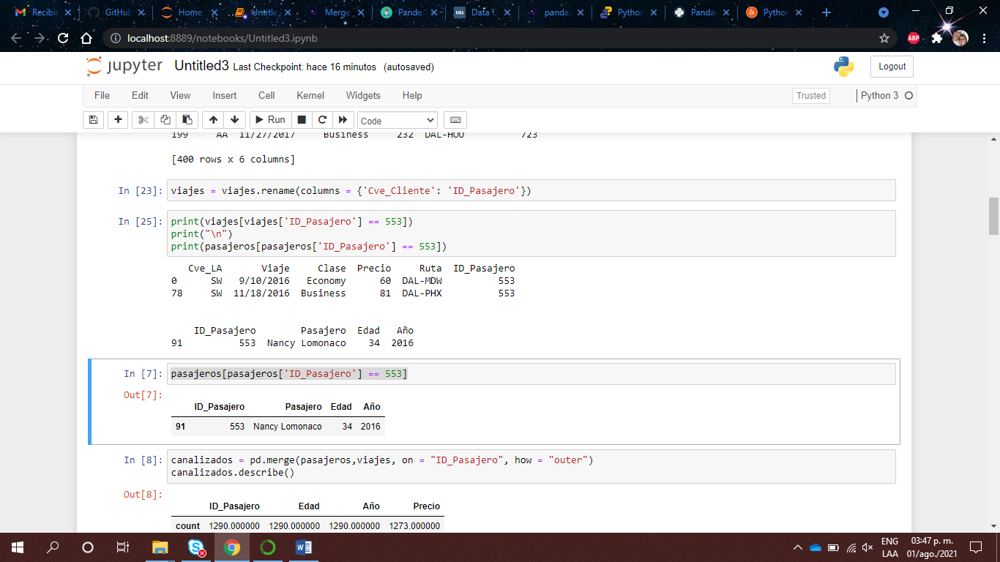 Recibie
GitHub
Home
Untitle
Merge
Panda
tds
Data
pandas
Python
Panda
Python
localhost:8889/notebooks/Untitled3.ipynb
ABP
jupyter Untitled3 Last Checkpoint: hace 16 minutos (autosaved)
Logout
File Edit View Insert Cell Kernel Widgets Help
Trusted
Python 3
Run
Code
199 AA 11/27/2017 Business 232 DAL-HOU 723
[400 rows x 6 columns]
In [23]: viajes = viajes.rename(columns = {'Cve_Cliente': 'ID_Pasajero'})
In [25]: print(viajes[viajes['ID_Pasajero'] == 553])
print("\n")
print(pasajeros[pasajeros['ID_Pasajero'] == 553])
Cve_LA Viaje Clase Precio Ruta ID_Pasajero
0 SW 9/10/2016 Economy 60 DAL-MDW 553
78 SW 11/18/2016 Business 81 DAL-PHX 553
ID_Pasajero Pasajero Edad Año
91 553 Nancy Lomonaco 34 2016
In [7]: pasajeros[pasajeros['ID_Pasajero'] == 553]
Out[7]:
ID_Pasajero Pasajero Edad Año
91 553 Nancy Lomonaco 34 2016
In [8]: canalizados = pd.merge(pasajeros,viajes, on = "ID_Pasajero", how = "outer")
canalizados.describe()
Out[8]:
ID_Pasajero Edad Año Precio
count 1290.000000 1290.000000 1290.000000 1273.000000
ENG 03:47 p. m.
LAA 01/ago./2021